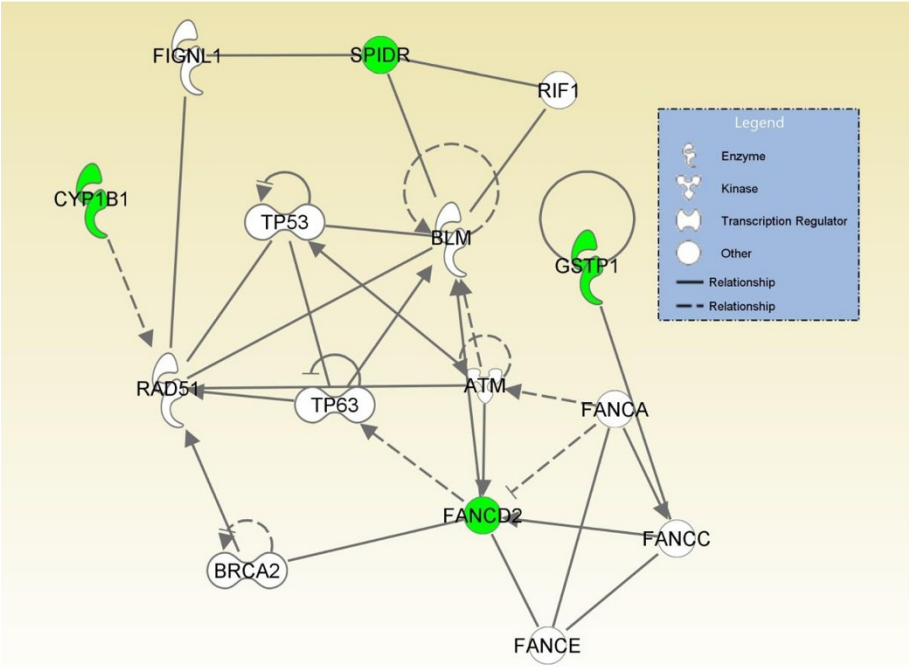 FIGNL1
SPIDR
RIF1
Legend
Enzyme
Kinase
Transcription Regulator
Other
Relationship
Relationship
CYP1B1
TP53
BLM
GSTP1
RAD51
TP63
ATM
FANCA
FANCD2
FANCC
BRCA2
FANCE